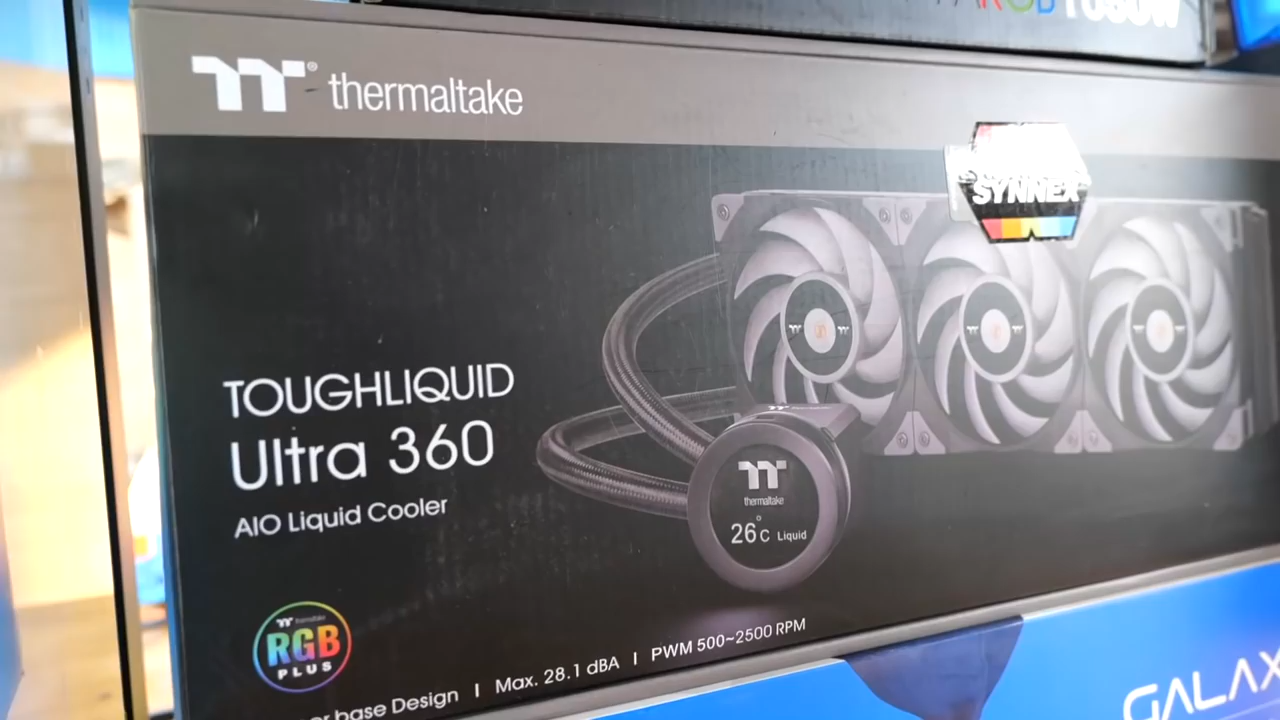 1050W
thermaltake
SYNNEX
TOUGHLIQUID
Ultra 360
AIO Liquid Cooler
thermaltake
26°C Liquid
RGB
PLUS
base Design | Max. 28.1 dBA | PWM 500~2500 RPM
GALAX